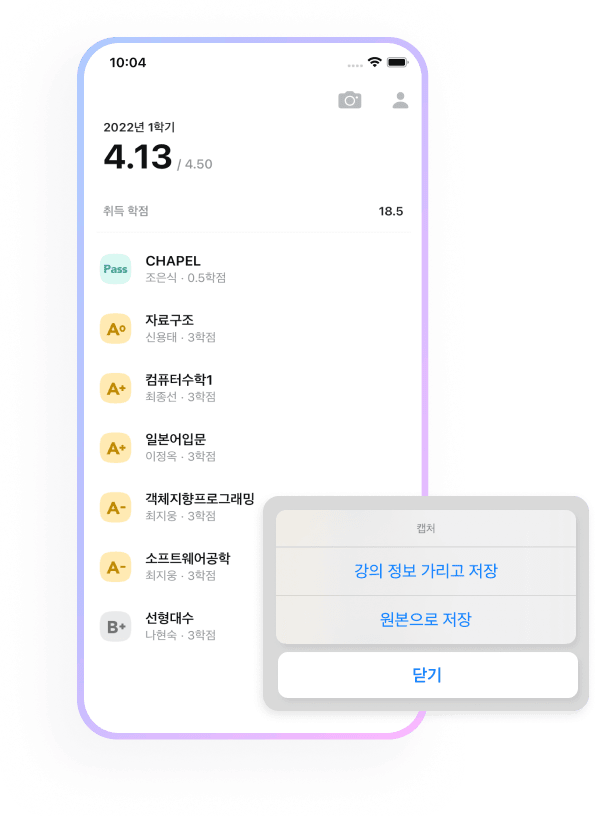 10:04
2022년 1학기
4.13 / 4.50
취득 학점 18.5
Pass
CHAPEL
조은식 · 0.5학점
A0
자료구조
신용태 · 3학점
A+
컴퓨터수학1
최종선 · 3학점
A+
일본어입문
이정옥 · 3학점
A-
객체지향프로그래밍
최지웅 · 3학점
A-
소프트웨어공학
최지웅 · 3학점
B+
선형대수
나현숙 · 3학점
캡처
강의 정보 가리고 저장
원본으로 저장
닫기